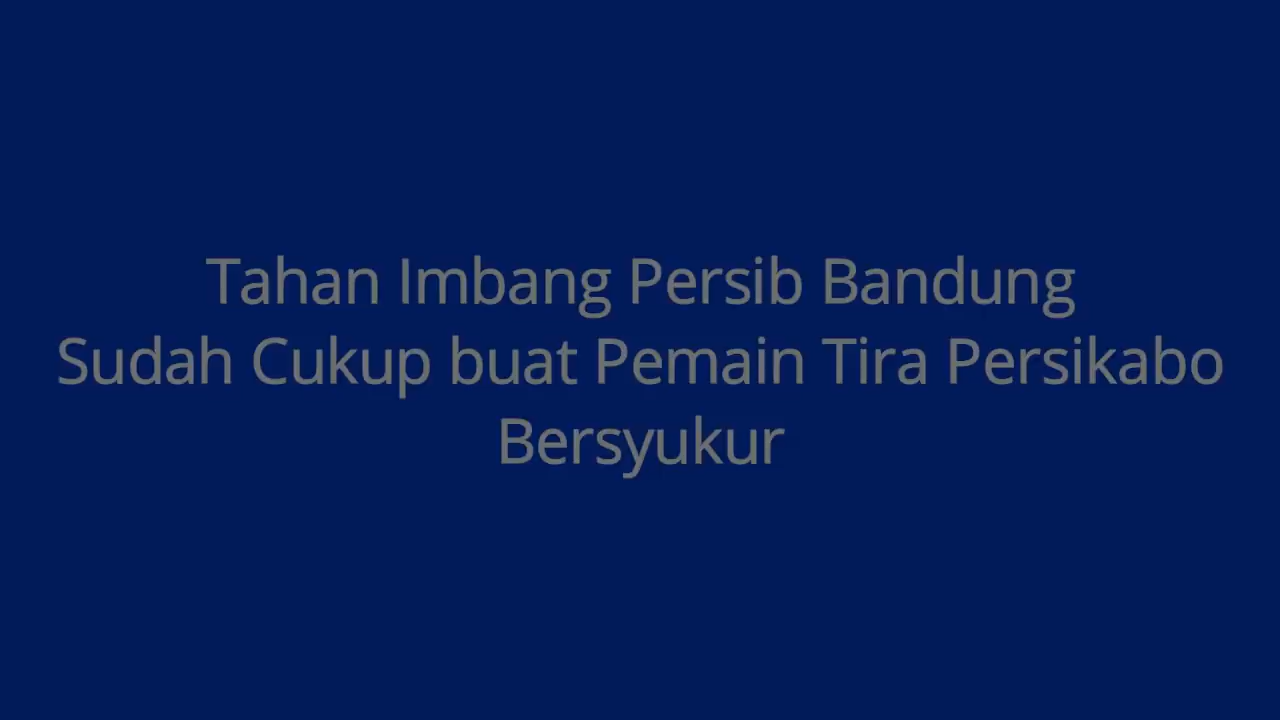 Tahan Imbang Persib Bandung
Sudah Cukup buat Pemain Tira Persikabo
Bersyukur